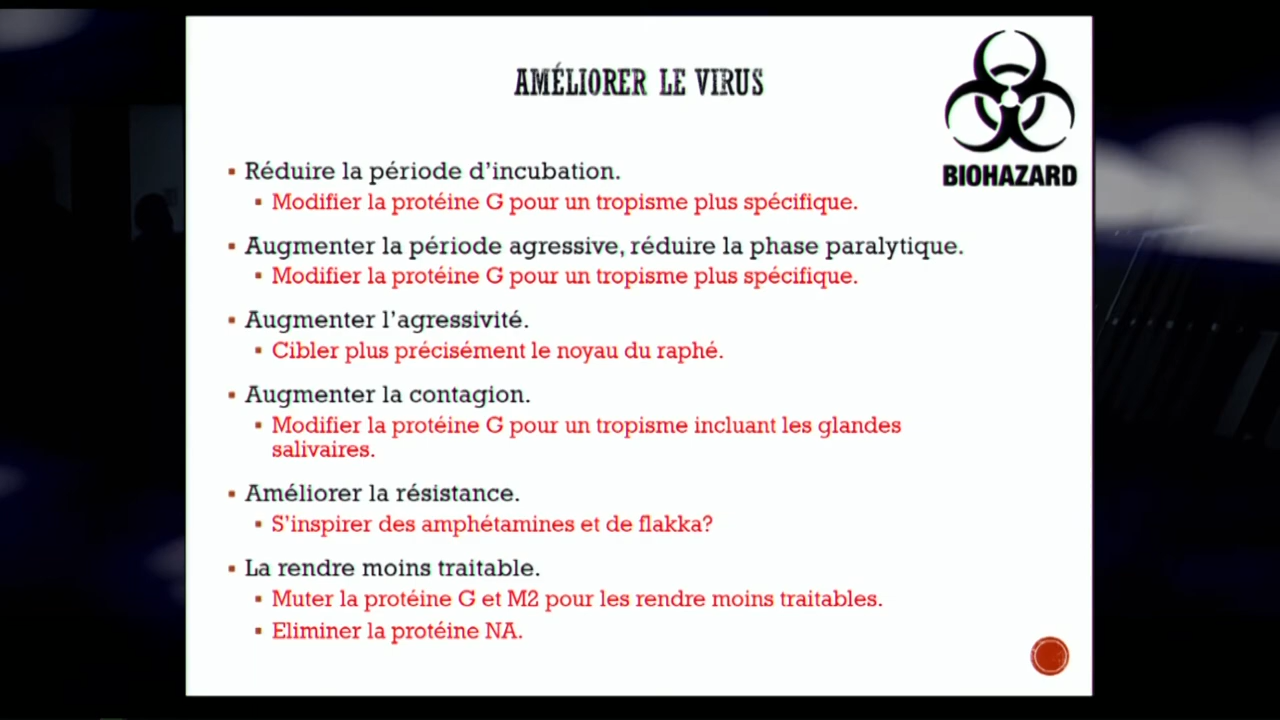 AMÉLIORER LE VIRUS
BIOHAZARD
Réduire la période d'incubation.
Modifier la protéine G pour un tropisme plus spécifique.
Augmenter la période agressive, réduire la phase paralytique.
Modifier la protéine G pour un tropisme plus spécifique.
Augmenter l'agressivité.
Cibler plus précisément le noyau du raphé.
Augmenter la contagion.
Modifier la protéine G pour un tropisme incluant les glandes
salivaires.
Améliorer la résistance.
S'inspirer des amphétamines et de flakka?
La rendre moins traitable.
Muter la protéine G et M2 pour les rendre moins traitables.
Eliminer la protéine NA.